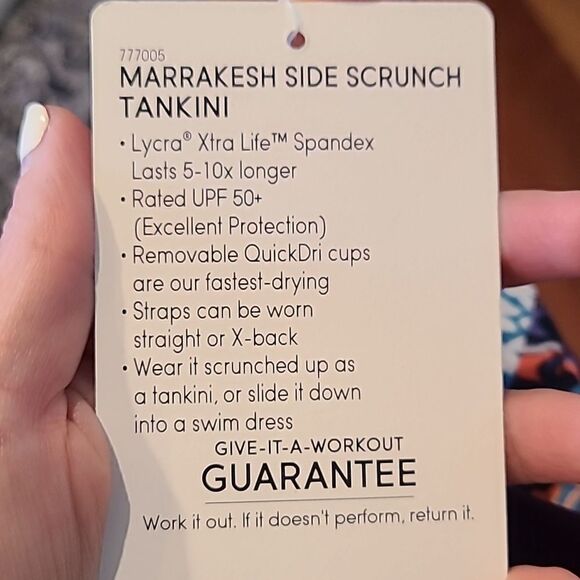 777005
MARRAKESH SIDE SCRUNCH
TANKINI
• Lycra® Xtra Life™ Spandex
Lasts 5-10x longer
• Rated UPF 50+
(Excellent Protection)
• Removable QuickDri cups
are our fastest-drying
• Straps can be worn
straight or X-back
• Wear it scrunched up as
a tankini, or slide it down
into a swim dress
GIVE-IT-A-WORKOUT
GUARANTEE
Work it out. If it doesn't perform, return it.